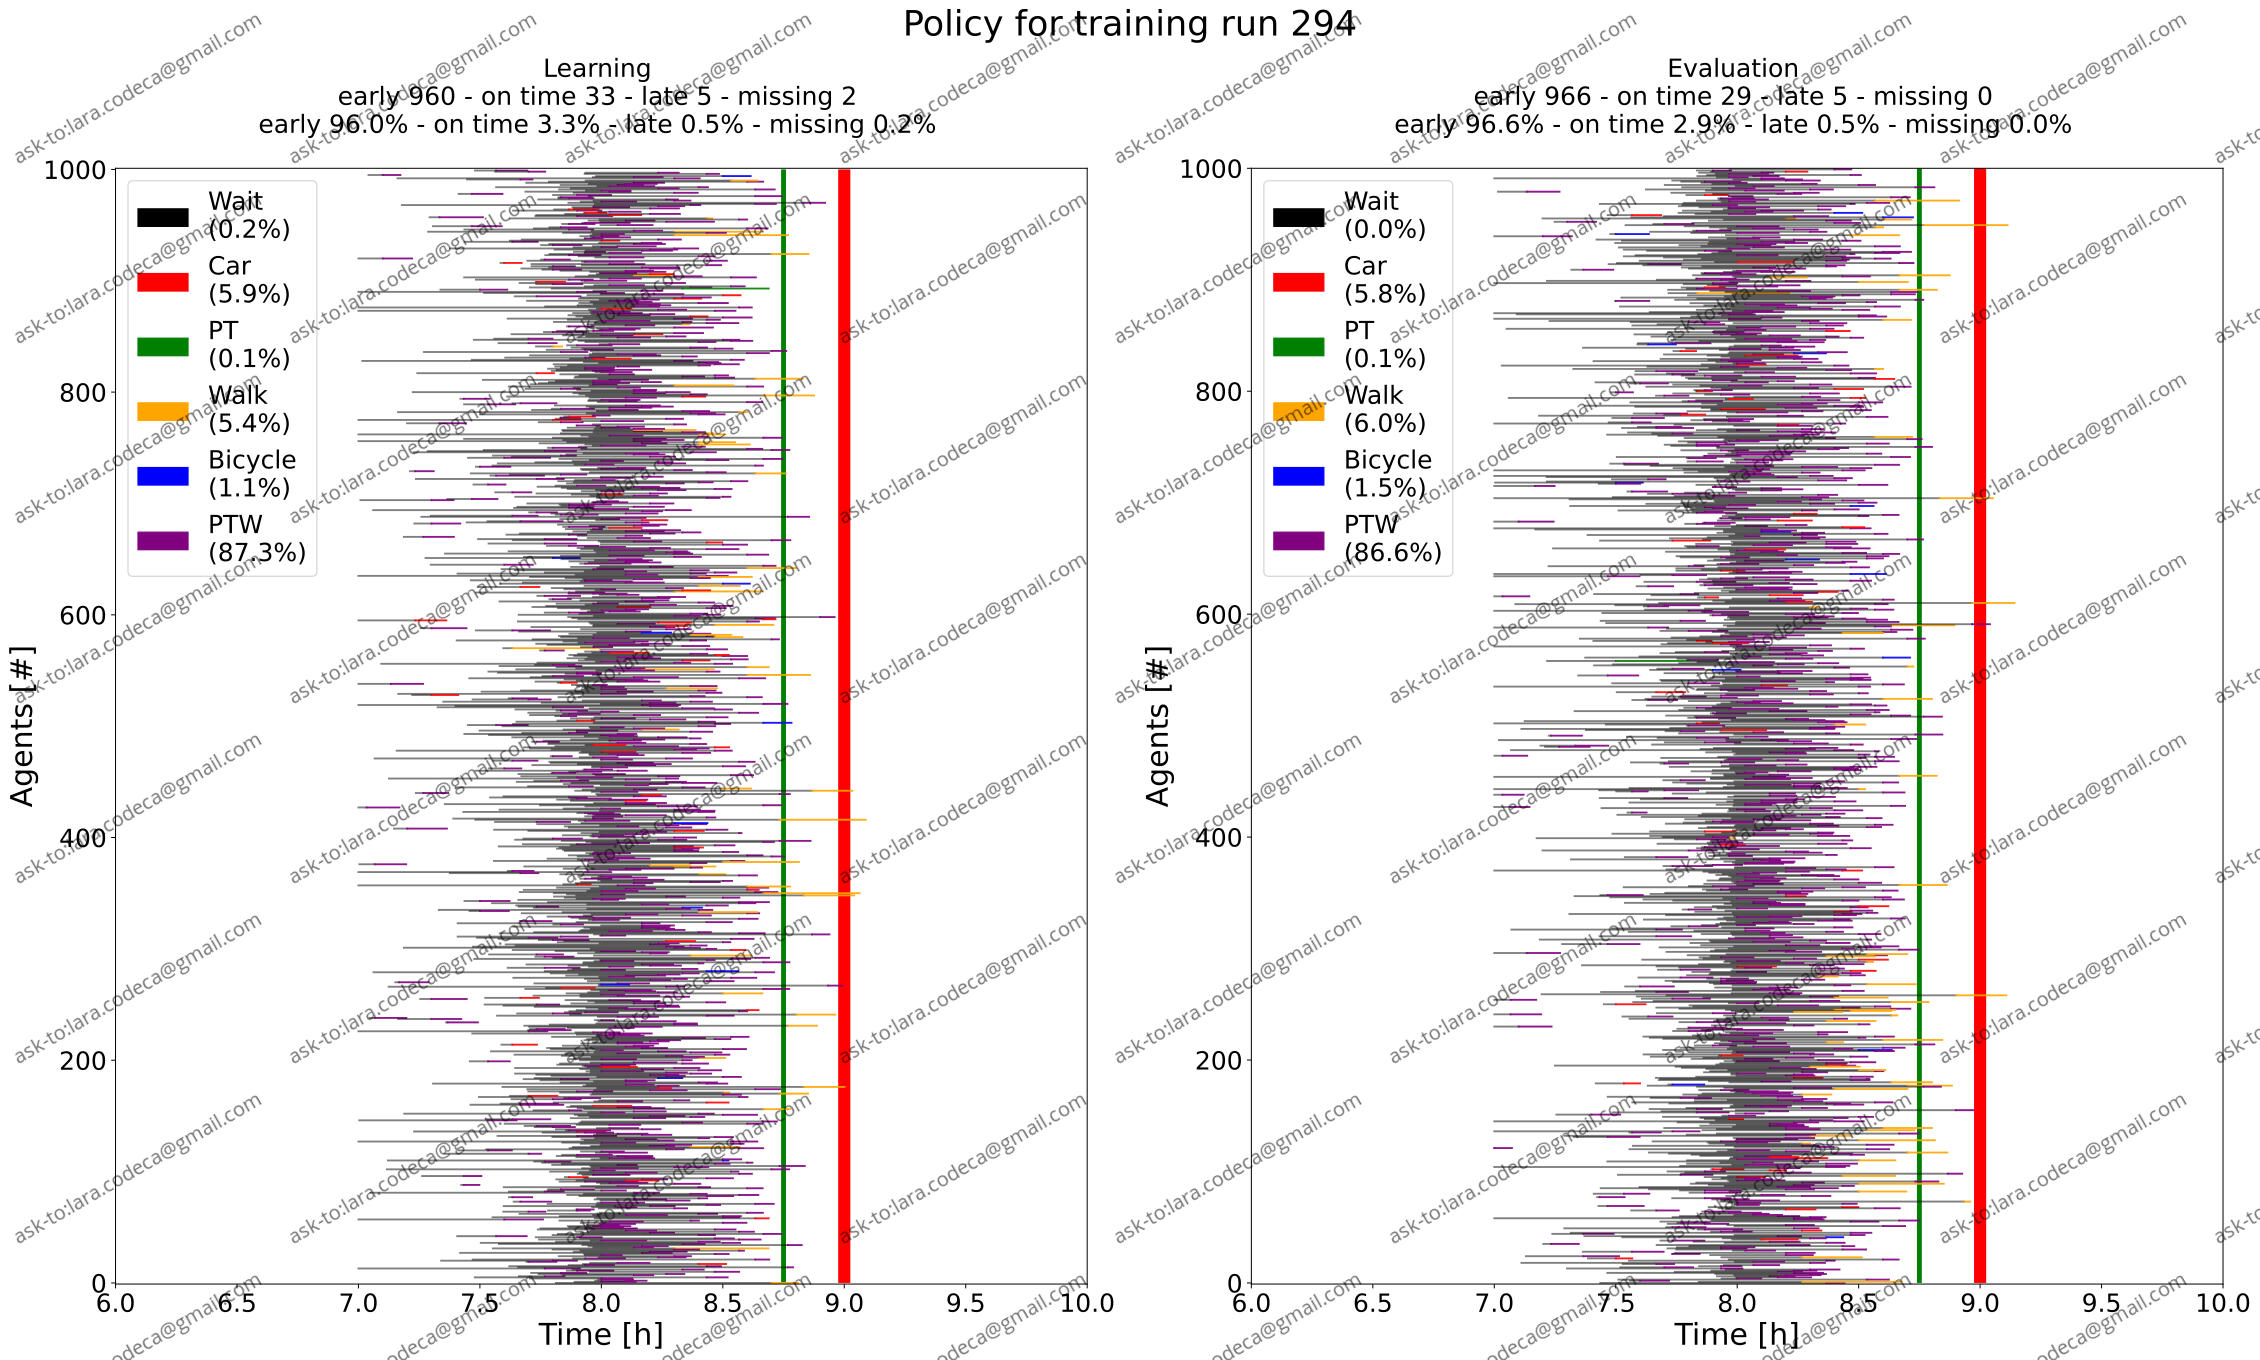 Policy for training run 294
Learning
early 960 - on time 33 - late 5 - missing 2
early 96.0% - on time 3.3% - late 0.5% - missing 0.2%
Agents [#]
1000
800
600
400
200
0
Wait
(0.2%)
Car
(5.9%)
PT
(0.1%)
Walk
(5.4%)
Bicycle
(1.1%)
PTW
(87.3%)
6.0 6.5 7.0 7.5 8.0 8.5 9.0 9.5 10.0
Time [h]
Evaluation
early 966 - on time 29 - late 5 - missing 0
early 96.6% - on time 2.9% - late 0.5% - missing 0.0%
Agents [#]
1000
800
600
400
200
0
Wait
(0.0%)
Car
(5.8%)
PT
(0.1%)
Walk
(6.0%)
Bicycle
(1.5%)
PTW
(86.6%)
6.0 6.5 7.0 7.5 8.0 8.5 9.0 9.5 10.0
Time [h]
ask-to:lara.codeca@gmail.com